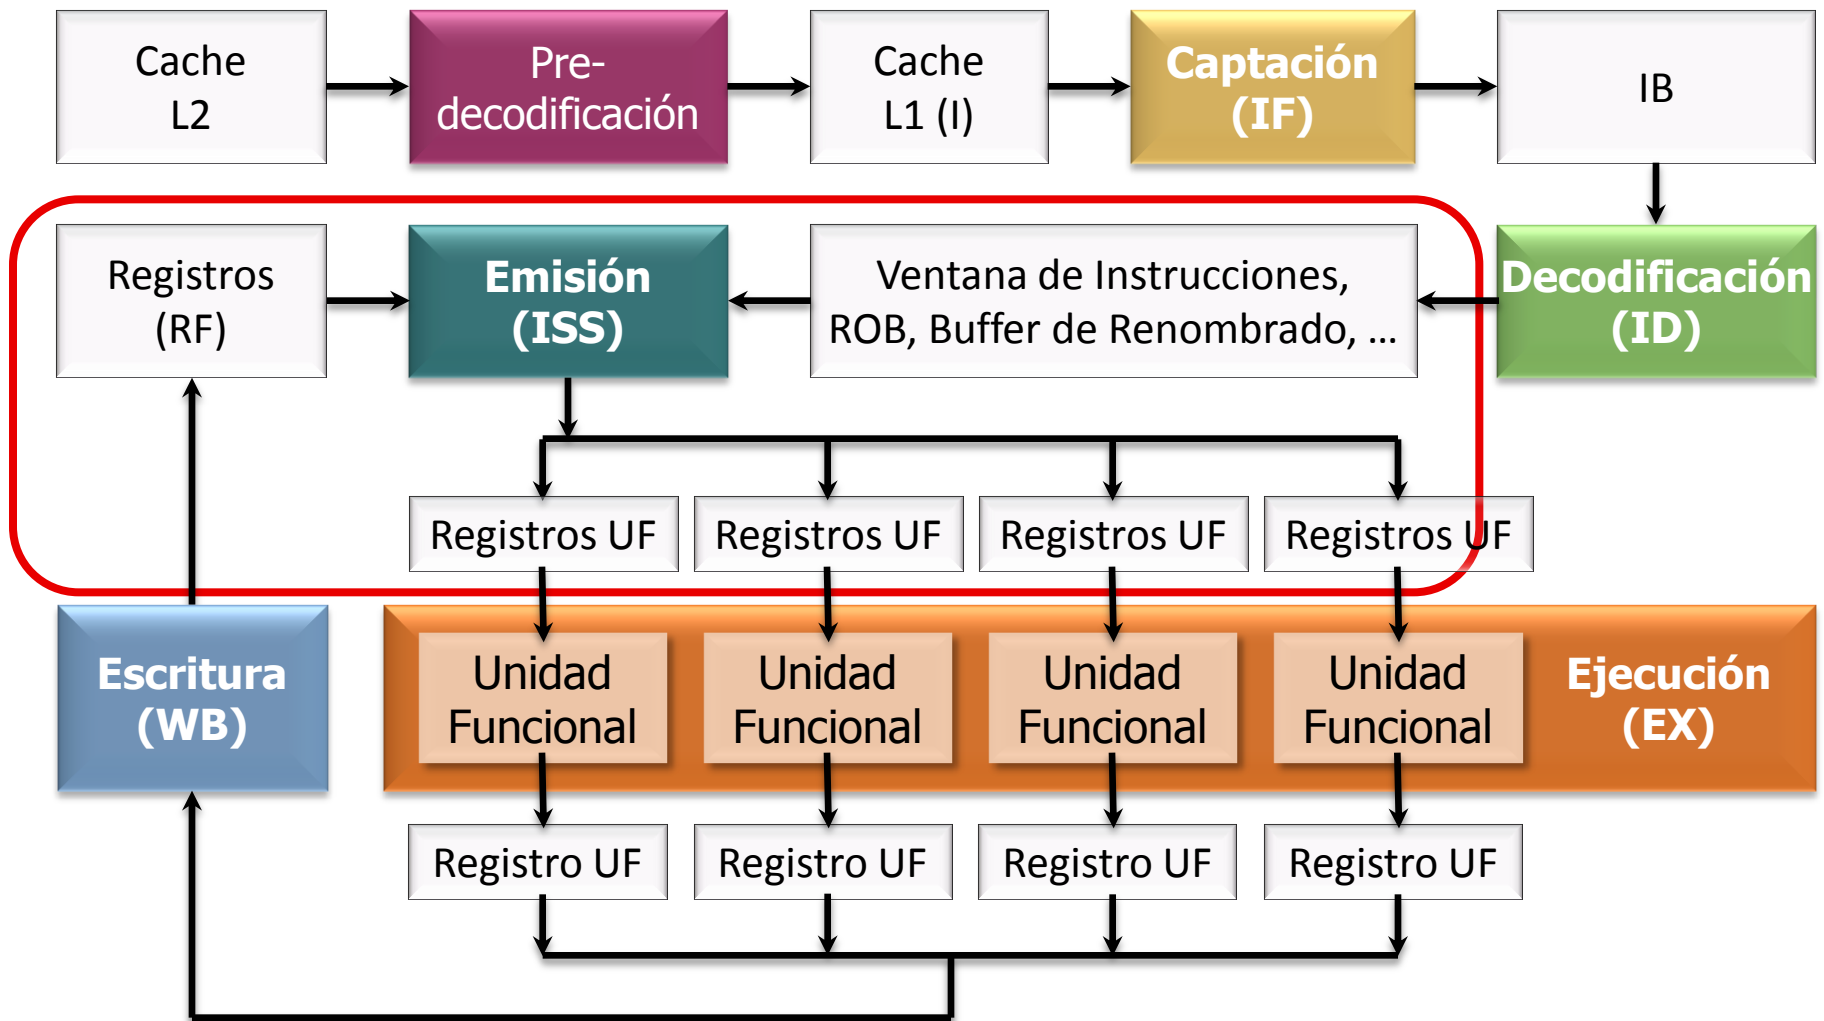 Cache
L2
Pre-
decodificación
Cache
L1 (I)
Captación
(IF)
IB
Registros
(RF)
Emisión
(ISS)
Ventana de Instrucciones,
ROB, Buffer de Renombrado, ...
Decodificación
(ID)
Registros UF
Registros UF
Registros UF
Registros UF
Escritura
(WB)
Unidad
Funcional
Unidad
Funcional
Unidad
Funcional
Unidad
Funcional
Ejecución
(EX)
Registro UF
Registro UF
Registro UF
Registro UF